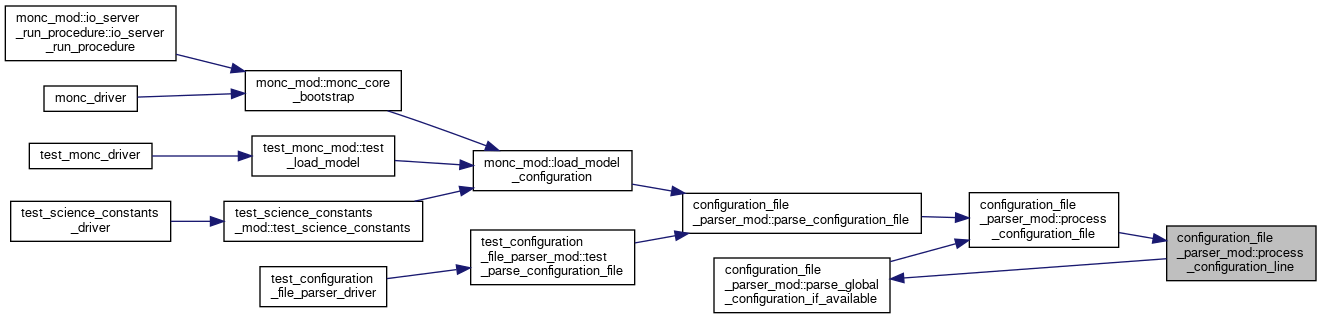 monc_mod::io_server
_run_procedure::io_server
_run_procedure
monc_driver
monc_mod::monc_core
_bootstrap
test_monc_driver
test_monc_mod::test
_load_model
monc_mod::load_model
_configuration
test_science_constants
_driver
test_science_constants
_mod::test_science_constants
test_configuration
_file_parser_driver
test_configuration
_file_parser_mod::test
_parse_configuration_file
configuration_file
_parser_mod::parse_configuration_file
configuration_file
_parser_mod::parse_global
_configuration_if_available
configuration_file
_parser_mod::process
_configuration_file
configuration_file
_parser_mod::process
_configuration_line